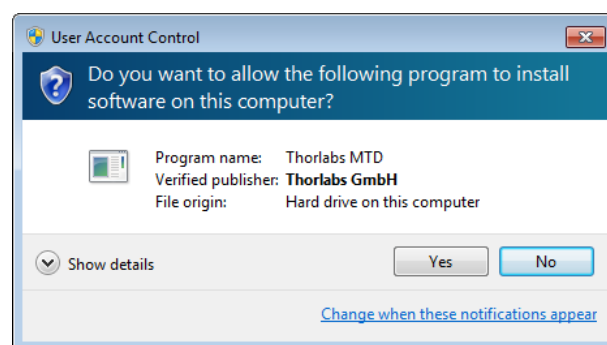 User Account Control
Do you want to allow the following program to install
software on this computer?
Program name: Thorlabs MTD
Verified publisher: Thorlabs GmbH
File origin: Hard drive on this computer
Show details
Yes
No
Change when these notifications appear